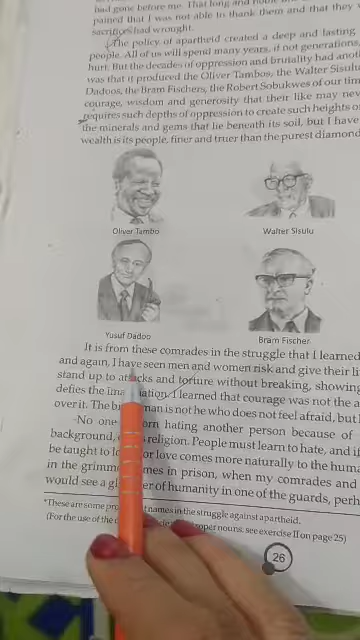 had gone before me. That long and noble
pained that I was not able to thank them and that they
sacrifices had wrought.
The policy of apartheid created a deep and lasting
people. All of us will spend many years, if not generations,
hurt. But the decades of oppression and brutality had anot
was that it produced the Oliver Tambos, the Walter Sisulu
Dadoos, the Bram Fischers, the Robert Sobukwes of our tim
courage, wisdom and generosity that their like may nev
requires such depths of oppression to create such heights o
the minerals and gems that lie beneath its soil, but I have
wealth is its people, finer and truer than the purest diamond
Oliver Tambo
Walter Sisulu
Yusuf Dadoo
Bram Fischer
It is from these comrades in the struggle that I learned
and again, I have seen men and women risk and give their li
stand up to attacks and torture without breaking, showing
defies the imagination. I learned that courage was not the a
over it. The b man is not he who does not feel afraid, but
No one orn hating another person because of
background, religion. People must learn to hate, and if
be taught to lo or love comes more naturally to the huma
in the grimm mes in prison, when my comrades and
would see a gl er of humanity in one of the guards, perh
*These are some pro t names in the struggle against apartheid.
(For the use of the proper nouns, see exercise II on page 25)
26